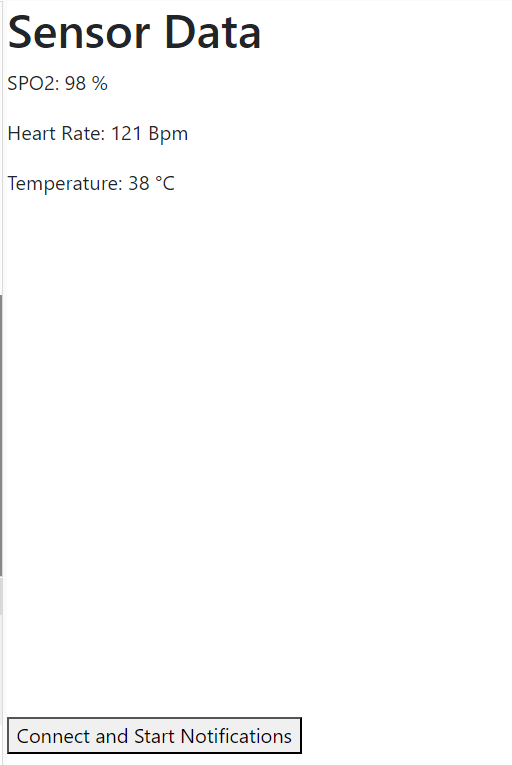 Sensor Data
SPO2: 98 %
Heart Rate: 121 Bpm
Temperature: 38 °C
Connect and Start Notifications